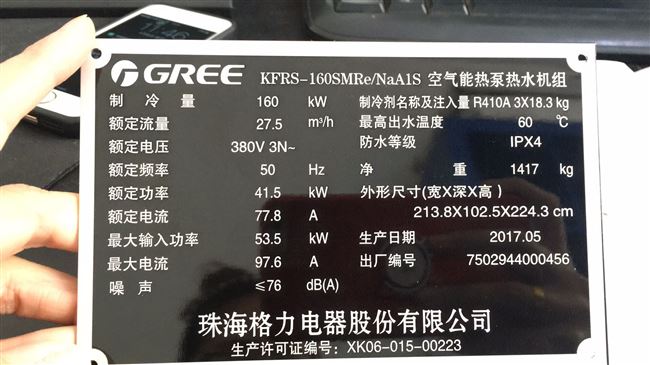 GREE KFRS-160SMRe/NaA1S 空气能热泵热水机组
制冷量 160 kW 制冷剂名称及注入量 R410A 3X18.3 kg
额定流量 27.5 m³/h 最高出水温度 60 ℃
额定电压 380V 3N~ 防水等级 IPX4
额定频率 50 Hz 净重 1417 kg
额定功率 41.5 kW 外形尺寸(宽X深X高)
额定电流 77.8 A 213.8X102.5X224.3 cm
最大输入功率 53.5 kW 生产日期 2017.05
最大电流 97.6 A 出厂编号 7502944000456
噪声 ≤76 dB(A)
珠海格力电器股份有限公司
生产许可证编号：XK06-015-00223